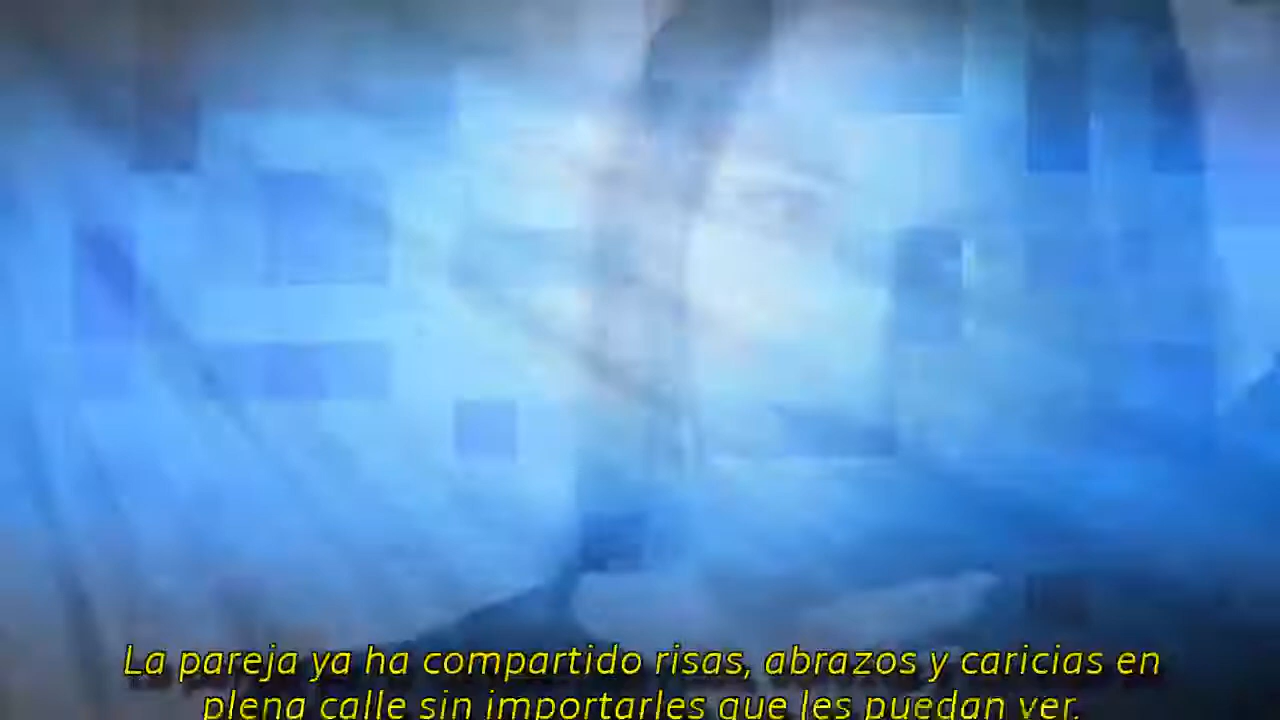 La pareja ya ha compartido risas, abrazos y caricias en
plena calle sin importarles que les puedan ver.